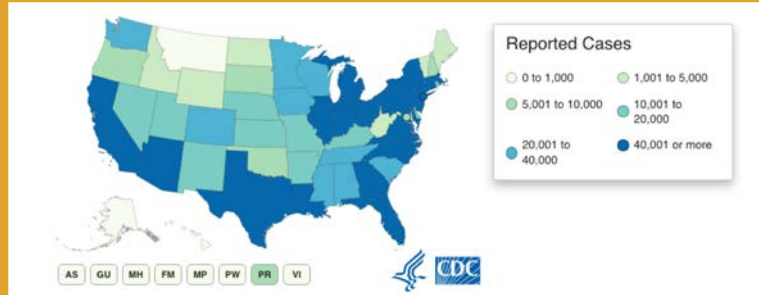 Reported Cases
0 to 1,000
1,001 to 5,000
5,001 to 10,000
10,001 to
20,000
20,001 to
40,000
40,001 or more
AS GU MH FM MP PW PR VI
CDC